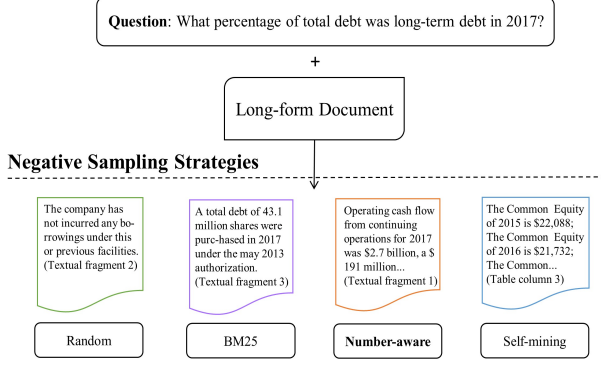 Question: What percentage of total debt was long-term debt in 2017?
+
Long-form Document
Negative Sampling Strategies
The company has
not incurred any bo-
rrowings under this
or previous facilities.
(Textual fragment 2)
A total debt of 43.1
million shares were
purc-hased in 2017
under the may 2013
authorization.
(Textual fragment 3)
Operating cash flow
from continuing
operations for 2017
was $2.7 billion, a $
191 million...
(Textual fragment 1)
The Common Equity
of 2015 is $22,088;
The Common Equity
of 2016 is $21,732;
The Common...
(Table column 3)
Random
BM25
Number-aware
Self-mining